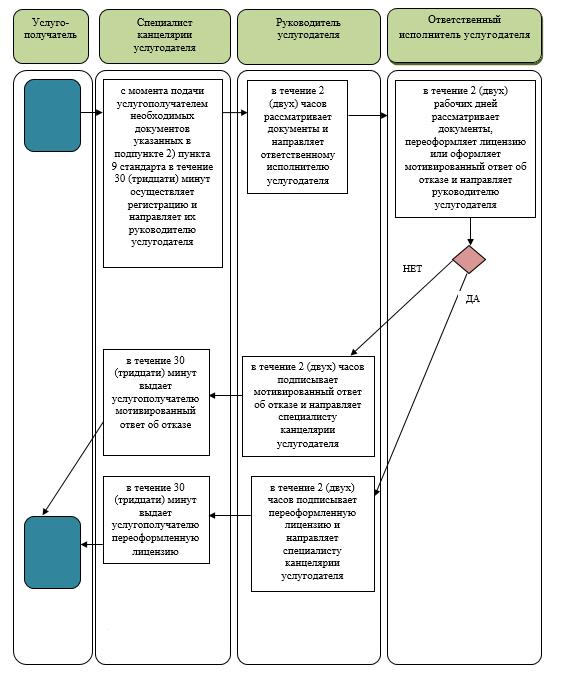 Услуго-
получатель
Специалист
канцелярии
услугодателя
Руководитель
услугодателя
Ответственный
исполнитель услугодателя
с момента подачи
услугополучателем
необходимых
документов
указанных в
подпункте 2) пункта
9 стандарта в течение
30 (тридцати) минут
осуществляет
регистрацию и
направляет их
руководителю
услугодателя
в течение 2
(двух) часов
рассматривает
документы и
направляет
ответственному
исполнителю
услугодателя
в течение 2 (двух)
рабочих дней
рассматривает
документы,
переоформляет лицензию
или оформляет
мотивированный ответ об
отказе и направляет
руководителю
услугодателя
НЕТ
ДА
в течение 30
(тридцати) минут
выдает
услугополучателю
мотивированный
ответ об отказе
в течение 2 (двух) часов
подписывает
мотивированный ответ
об отказе и направляет
специалисту
канцелярии
услугодателя
в течение 30
(тридцати) минут
выдает
услугополучателю
переоформленную
лицензию
в течение 2 (двух)
часов подписывает
переоформленную
лицензию и
направляет
специалисту
канцелярии
услугодателя